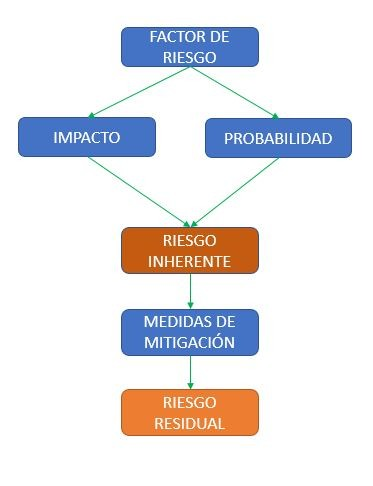 FACTOR DE
RIESGO
IMPACTO
PROBABILIDAD
RIESGO
INHERENTE
MEDIDAS DE
MITIGACIÓN
RIESGO
RESIDUAL